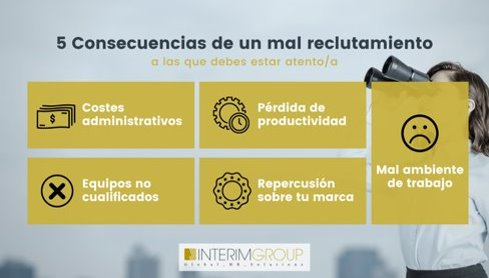 5 Consecuencias de un mal reclutamiento
a las que debes estar atento/a
Costes
administrativos
Pérdida de
productividad
Equipos no
cualificados
Repercusión
sobre tu marca
Mal ambiente
de trabajo
INTERIMGROUP
Global HR Solutions